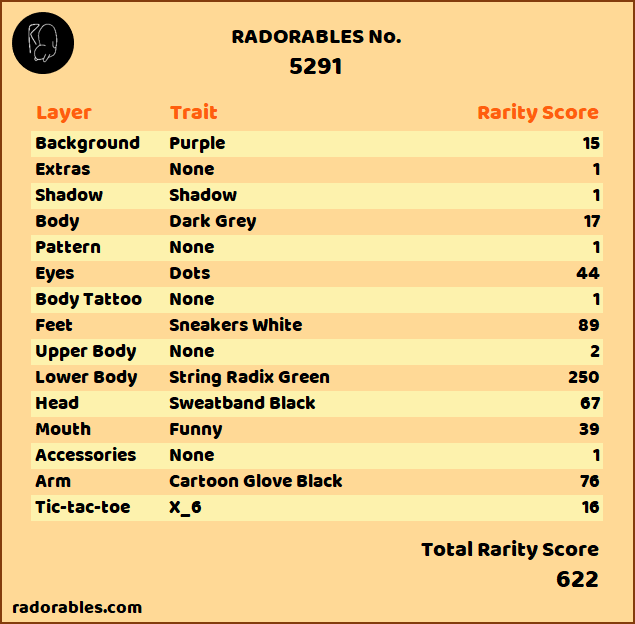 RADORABLES No.
5291
Layer Trait Rarity Score
Background Purple 15
Extras None 1
Shadow Shadow 1
Body Dark Grey 17
Pattern None 1
Eyes Dots 44
Body Tattoo None 1
Feet Sneakers White 89
Upper Body None 2
Lower Body String Radix Green 250
Head Sweatband Black 67
Mouth Funny 39
Accessories None 1
Arm Cartoon Glove Black 76
Tic-tac-toe X_6 16
Total Rarity Score
622
radorables.com